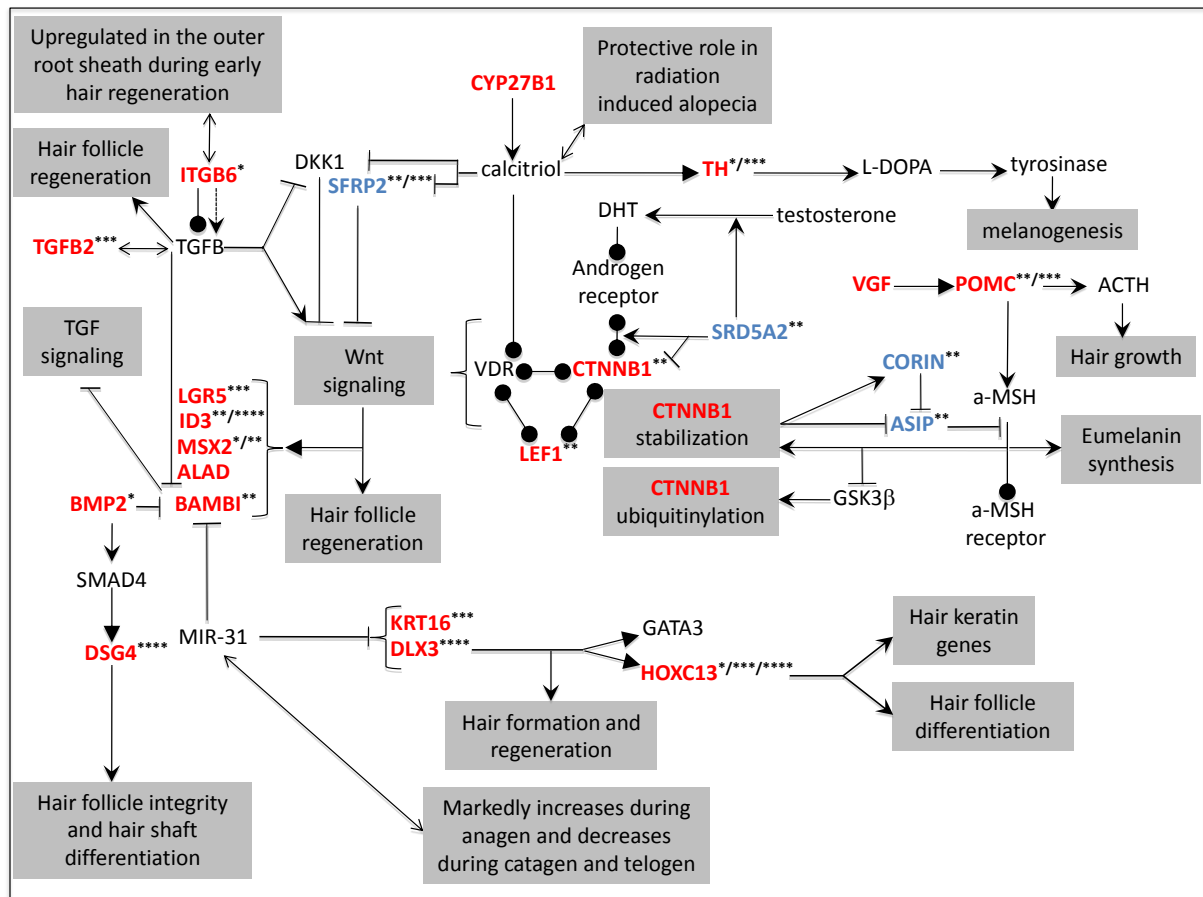 Upregulated in the outer
root sheath during early
hair regeneration
Protective role in
radiation
induced alopecia
CYP27B1
Hair follicle
regeneration
ITGB6*
DKK1
SFRP2**/***
calcitriol
TH*/***
L-DOPA
tyrosinase
melanogenesis
TGFB2***
TGFB
DHT
testosterone
Androgen
receptor
VGF
POMC**/***
ACTH
Hair growth
TGF
signaling
Wnt
signaling
VDR
CTNNB1**
SRD5A2**
LEF1**
CORIN**
ASIP**
a-MSH
LGR5***
ID3**/****
MSX2*/**
ALAD
BAMBI**
BMP2*
CTNNB1
stabilization
Eumelanin
synthesis
CTNNB1
ubiquitinylation
GSK3β
a-MSH
receptor
Hair follicle
regeneration
SMAD4
DSG4****
MIR-31
KRT16***
DLX3****
GATA3
HOXC13*/***/****
Hair keratin
genes
Hair follicle
differentiation
Hair formation and
regeneration
Hair follicle integrity
and hair shaft
differentiation
Markedly increases during
anagen and decreases
during catagen and telogen